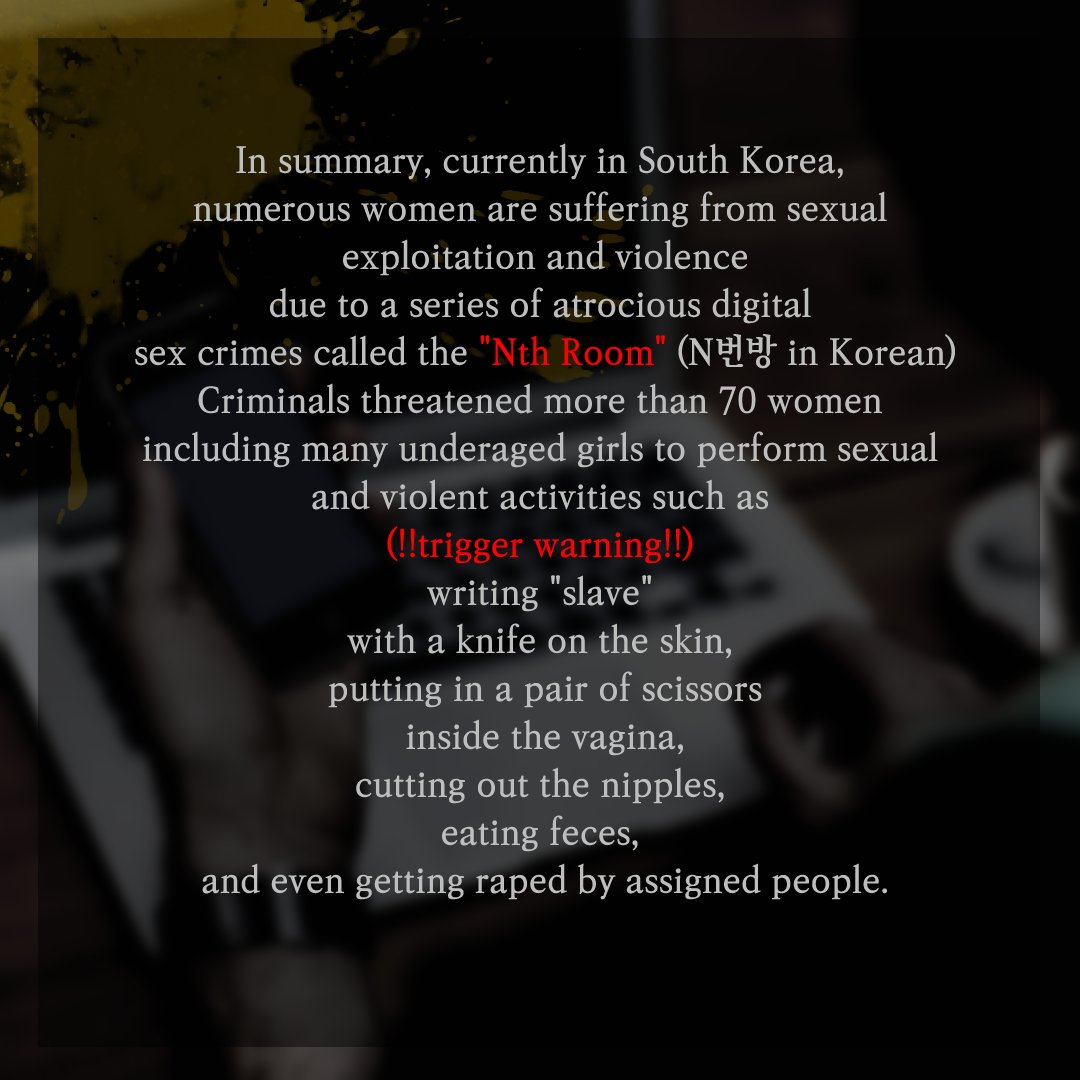 In summary, currently in South Korea,
numerous women are suffering from sexual
exploitation and violence
due to a series of atrocious digital
sex crimes called the "Nth Room" (N번방 in Korean)
Criminals threatened more than 70 women
including many underaged girls to perform sexual
and violent activities such as
(!!trigger warning!!)
writing "slave"
with a knife on the skin,
putting in a pair of scissors
inside the vagina,
cutting out the nipples,
eating feces,
and even getting raped by assigned people.